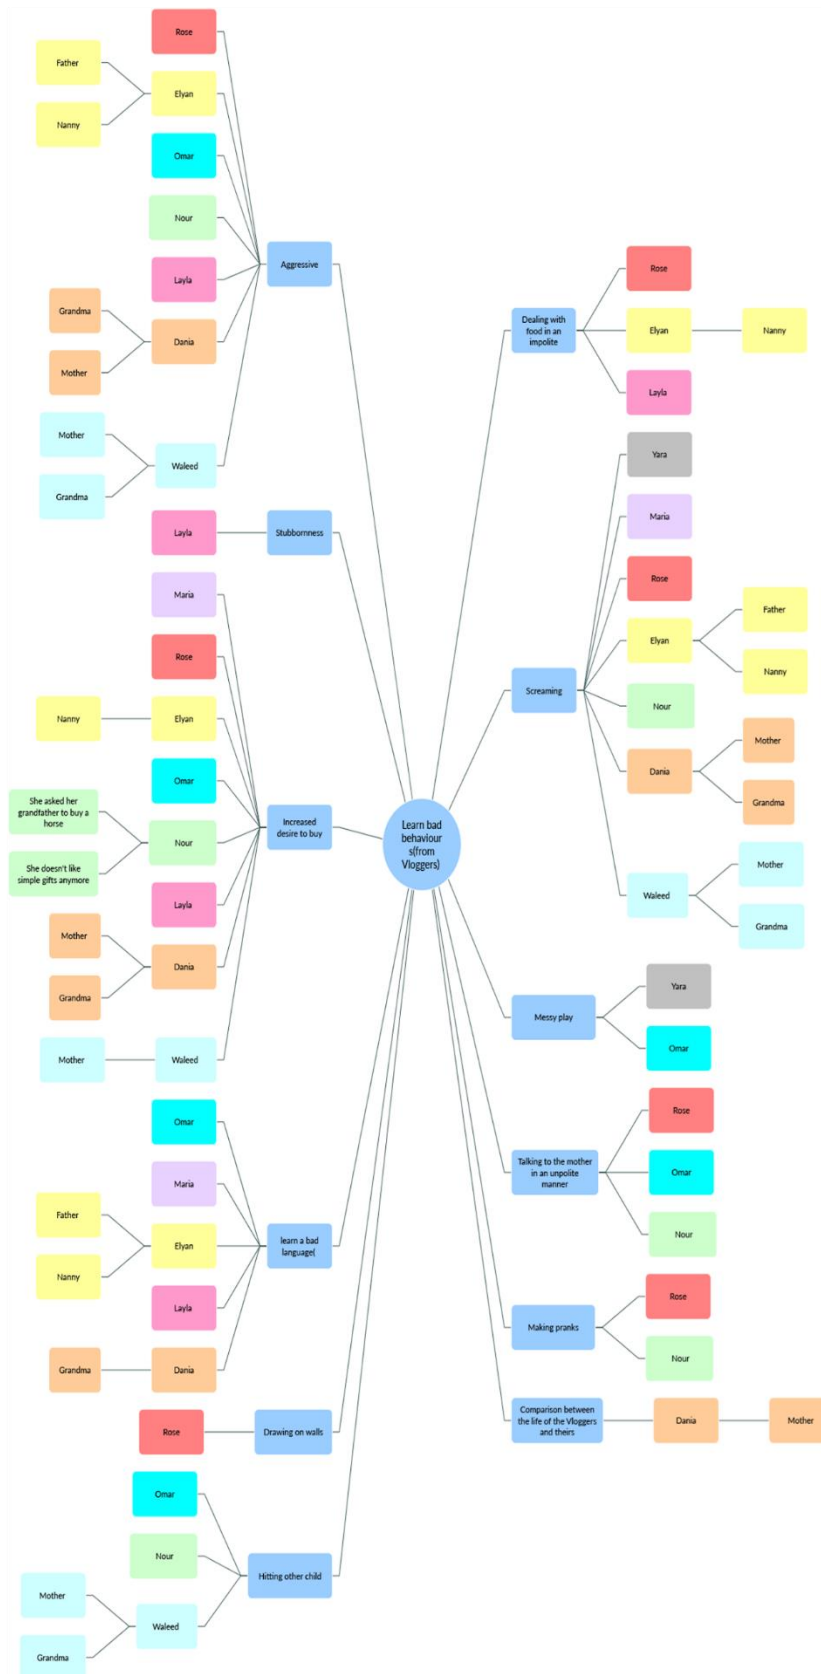 Rose
Father
Elyan
Nanny
Omar
Nour
Aggressive
Layla
Grandma
Dania
Mother
Mother
Waleed
Grandma
Layla
Stubbornness
Maria
Rose
Nanny
Elyan
Omar
She asked her
grandfather to buy a
horse
Increased
desire to buy
Nour
She doesn't like
simple gifts anymore
Layla
Mother
Dania
Grandma
Mother
Waleed
Omar
Maria
Father
Elyan
learn a bad
language(
Nanny
Layla
Grandma
Dania
Rose
Drawing on walls
Omar
Nour
Hitting other child
Mother
Waleed
Grandma
Learn bad
behaviour
s(from
Vloggers)
Rose
Dealing with
food in an
impolite
Elyan
Nanny
Layla
Yara
Maria
Rose
Father
Elyan
Nanny
Screaming
Nour
Mother
Dania
Grandma
Mother
Waleed
Grandma
Yara
Messy play
Omar
Rose
Talking to the mother
in an unpolite
manner
Omar
Nour
Rose
Making pranks
Nour
Comparison between
the life of the Vloggers
and theirs
Dania
Mother